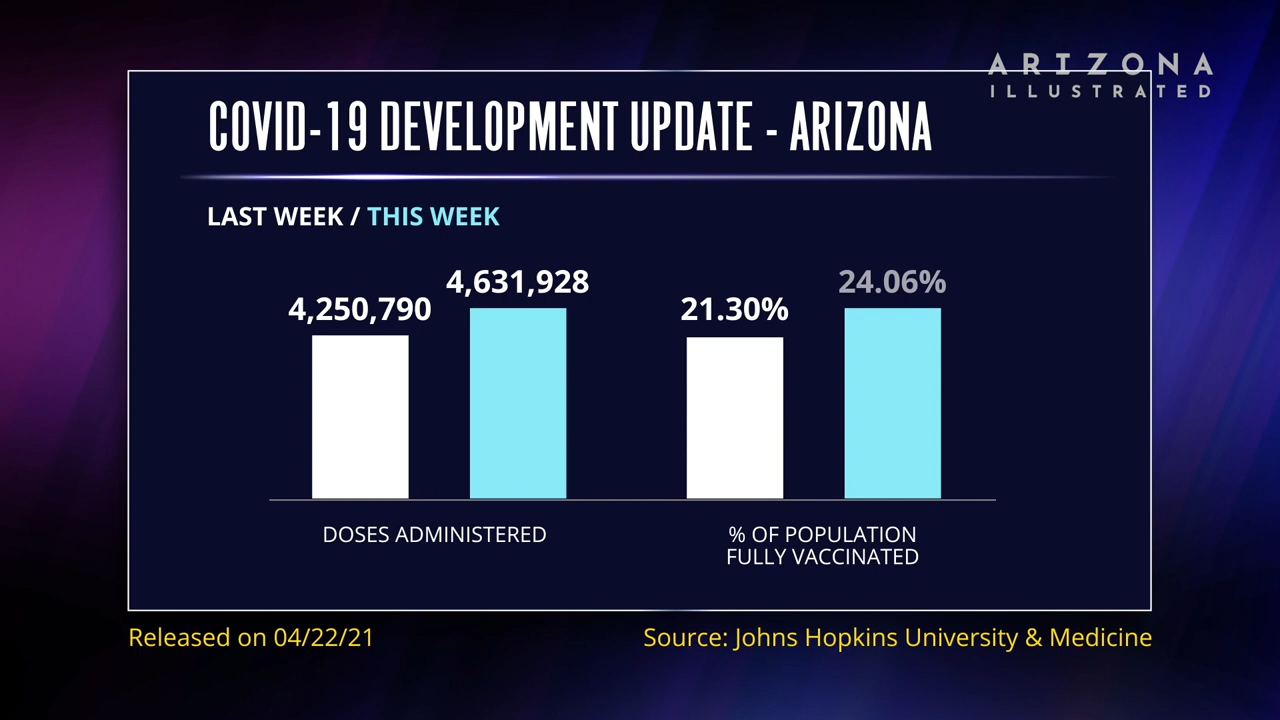 ARIZONA
ILLUSTRATED
COVID-19 DEVELOPMENT UPDATE - ARIZONA
LAST WEEK / THIS WEEK
4,250,790
4,631,928
21.30%
24.06%
DOSES ADMINISTERED
% OF POPULATION
FULLY VACCINATED
Released on 04/22/21
Source: Johns Hopkins University & Medicine